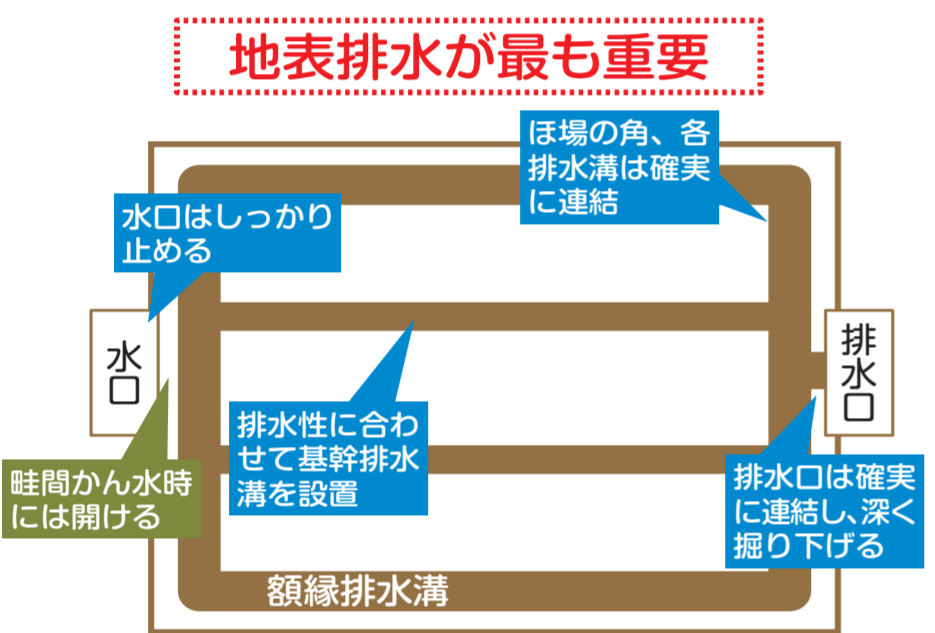 地表排水が最も重要
ほ場の角、各
排水溝は確実
に連結
水口はしっかり
止める
水口
排水口
排水性に合わ
せて基幹排水
溝を設置
畦間かん水時
には開ける
排水口は確実
に連結し、深く
掘り下げる
額縁排水溝